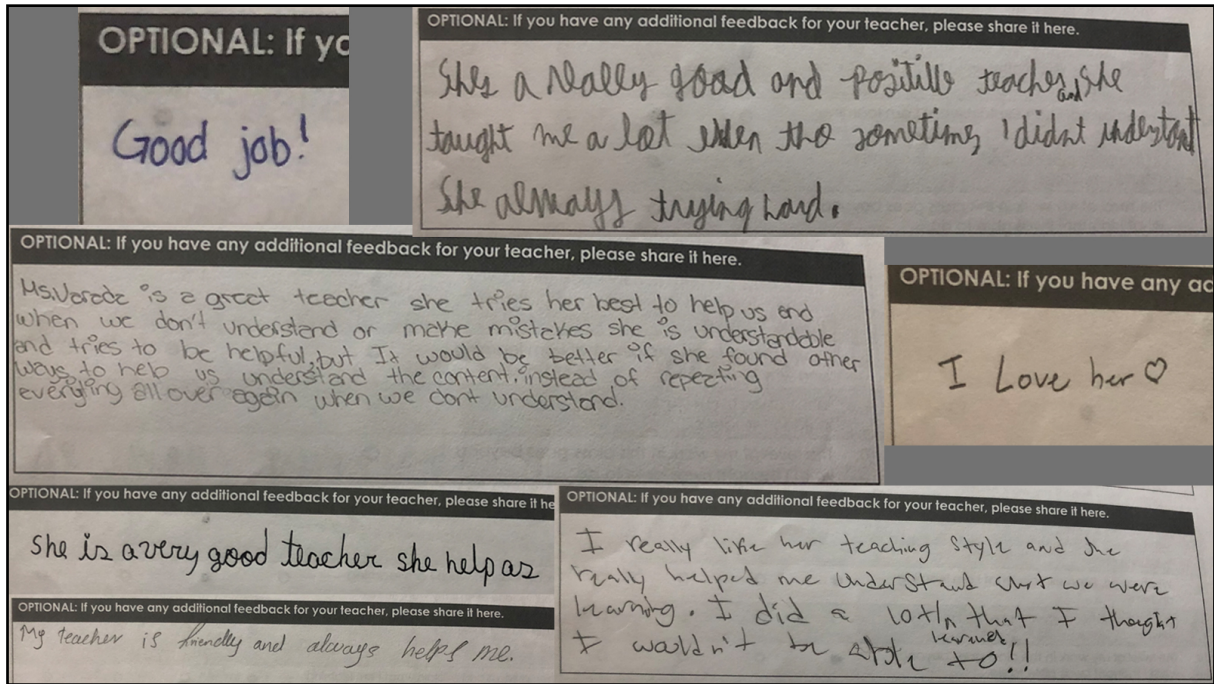 OPTIONAL: If yo
Good job!
OPTIONAL: If you have any additional feedback for your teacher, please share it here.
Shes a really good and positive teacher, and She
taught me a lot even tho sometimes I didnt understant
She always trying hard.
OPTIONAL: If you have any additional feedback for your teacher, please share it here.
is a great teacher she tries her best to help us and
when we don't understand or make mistakes she is understandable
and tries to be helpful, but It would be better if she found other
ways to help us understand the content, instead of repeating
everything all over again when we dont understand.
OPTIONAL: If you have any ad
I Love her ♡
OPTIONAL: If you have any additional feedback for your teacher, please share it he
She is a very good teacher she help as
OPTIONAL: If you have any additional feedback for your teacher, please share it here.
My teacher is friendly and always helps me.
OPTIONAL: If you have any additional feedback for your teacher, please share it here.
I really like her teaching style and she
really helped me understand what we were
learning. I did a lot that I thought
I wouldn't be able to!!